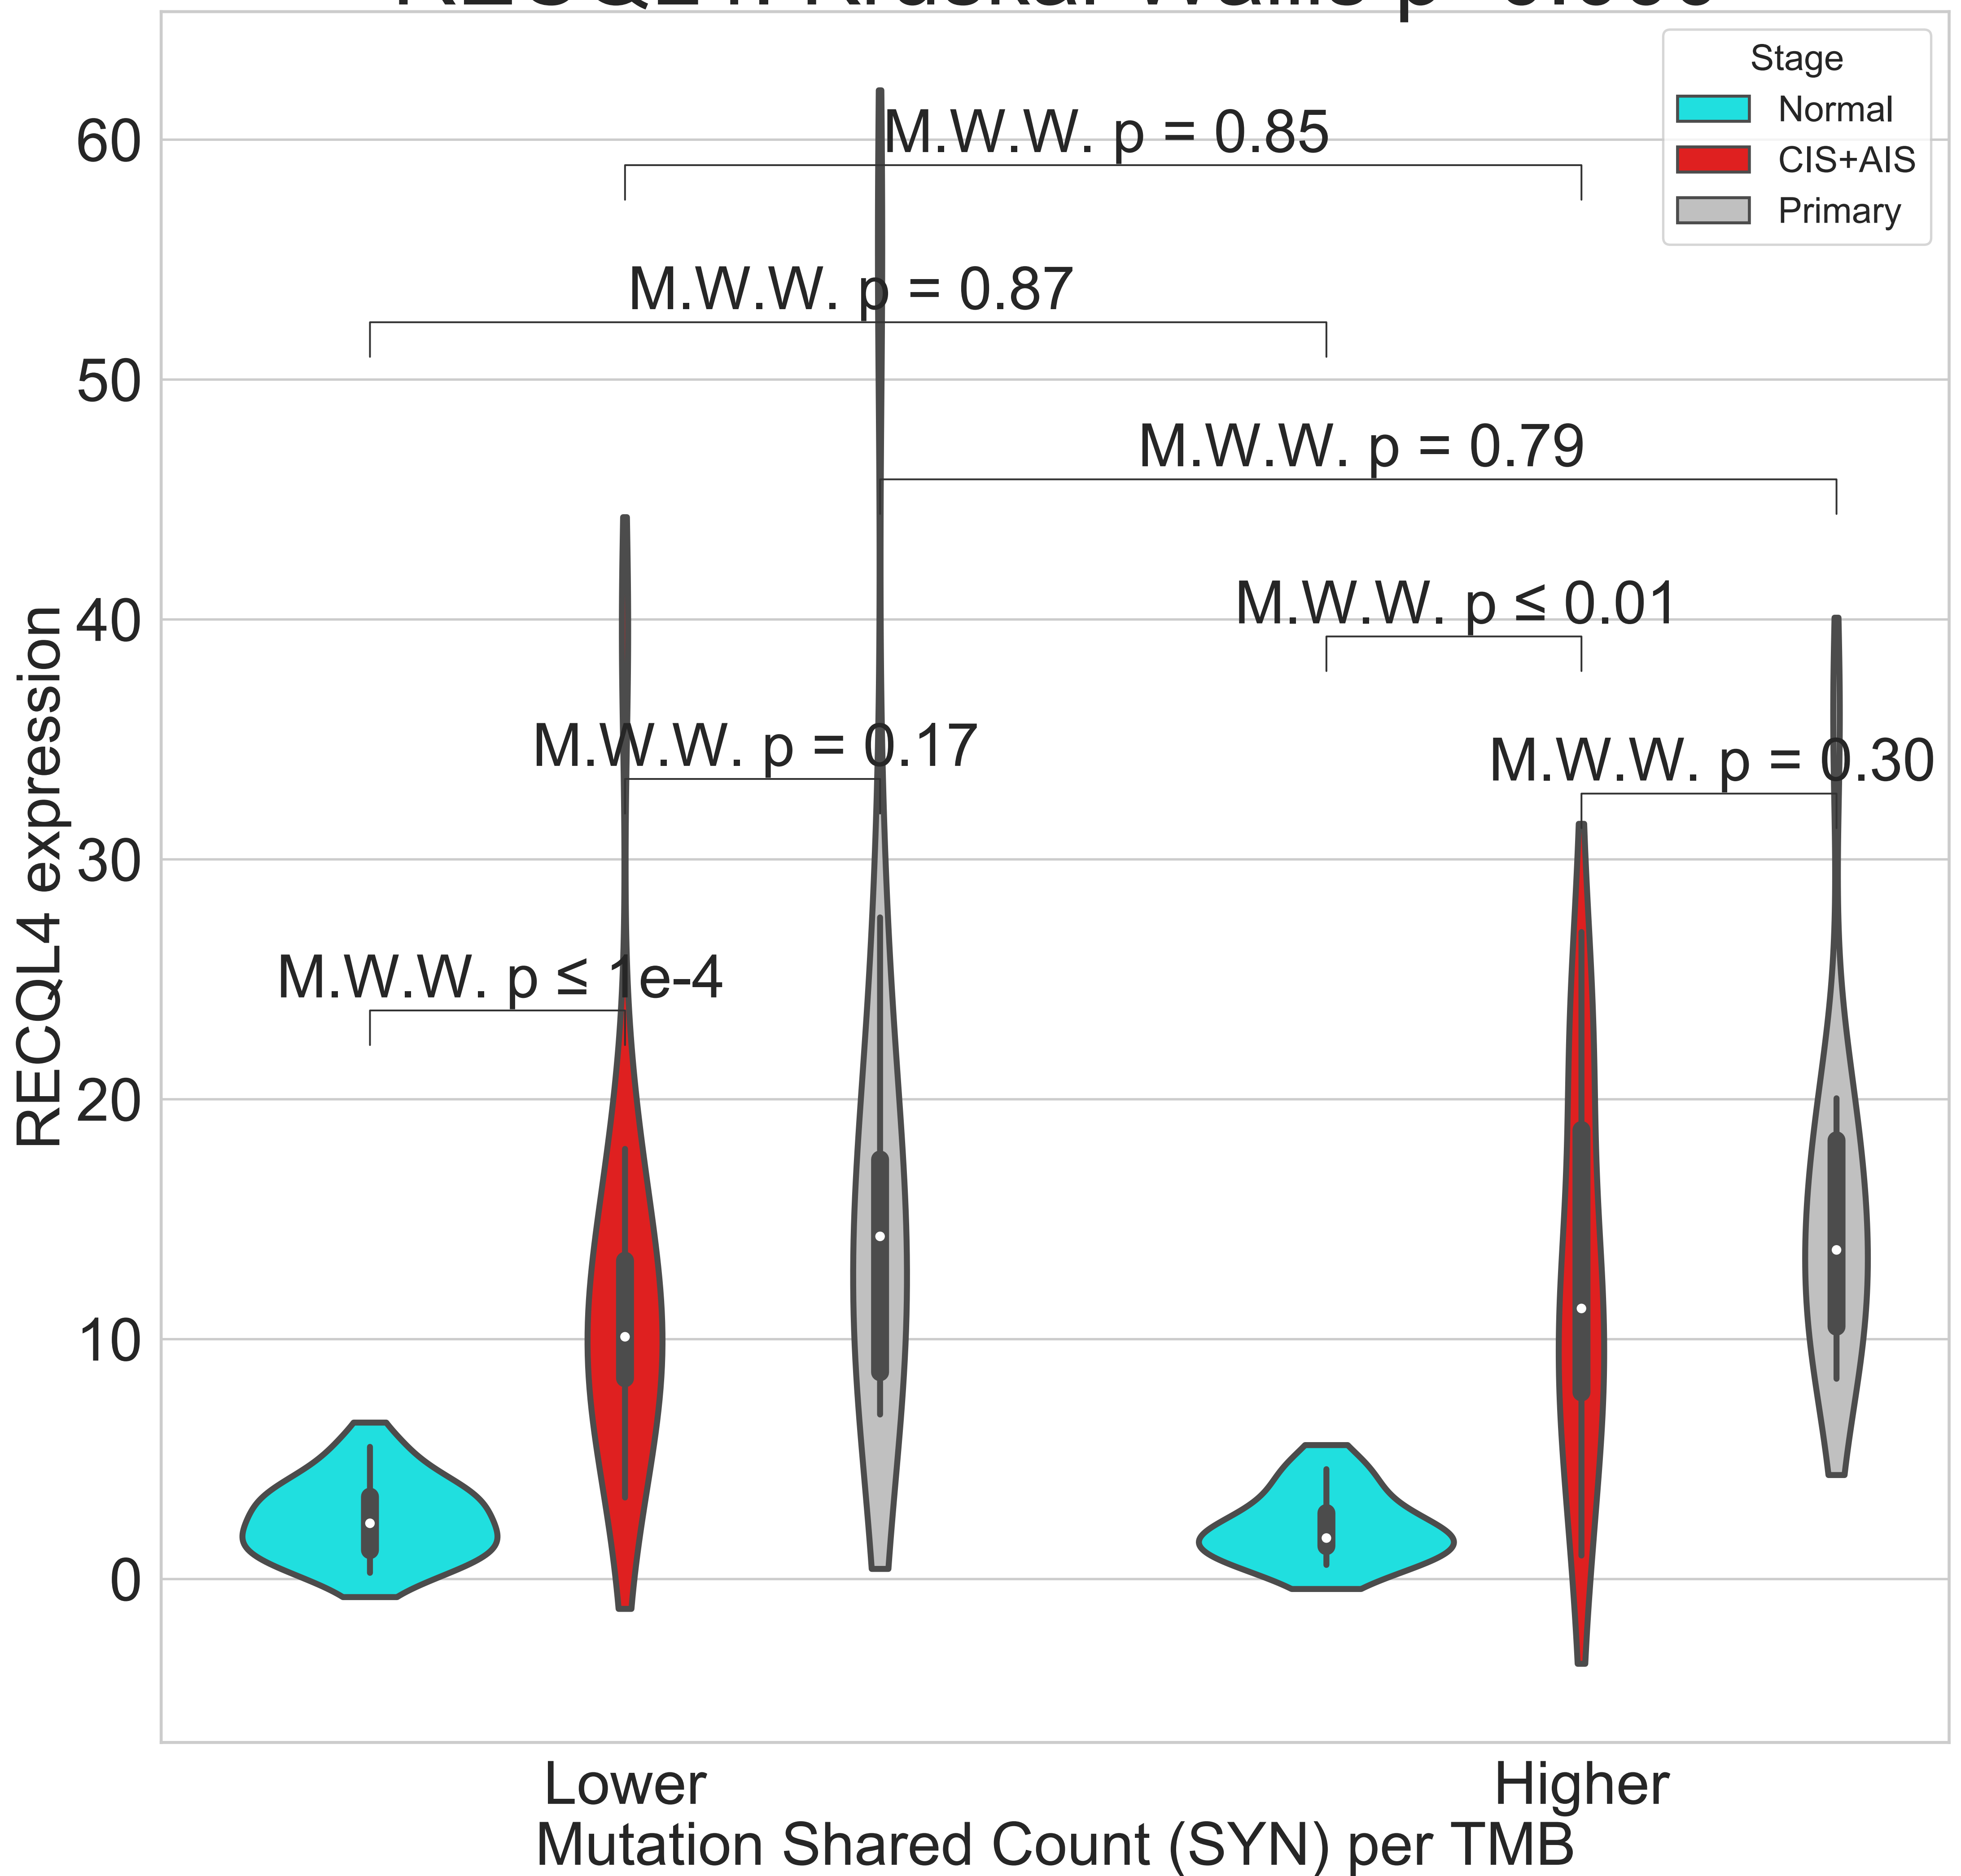 Stage
Normal
CIS+AIS
Primary
60
50
40
30
20
10
0
RECQL4 expression
M.W.W. p = 0.85
M.W.W. p = 0.87
M.W.W. p = 0.79
M.W.W. p ≤ 0.01
M.W.W. p = 0.17
M.W.W. p = 0.30
M.W.W. p ≤ 1e-4
Lower
Higher
Mutation Shared Count (SYN) per TMB